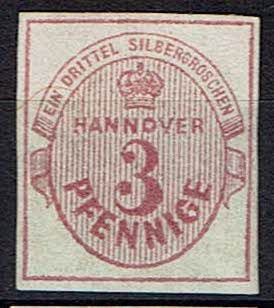 EIN DRITTEL SILBERGROSCHEN
HANNOVER
3
PFENNIGE